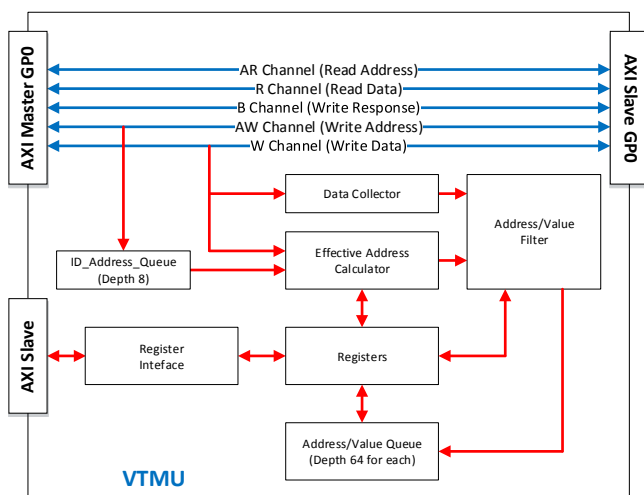 AXI Master GP0
AR Channel (Read Address)
R Channel (Read Data)
B Channel (Write Response)
AW Channel (Write Address)
W Channel (Write Data)
AXI Slave GP0
Data Collector
Address/Value
Filter
ID_Address_Queue
(Depth 8)
Effective Address
Calculator
AXI Slave
Register
Inteface
Registers
Address/Value Queue
(Depth 64 for each)
VTMU